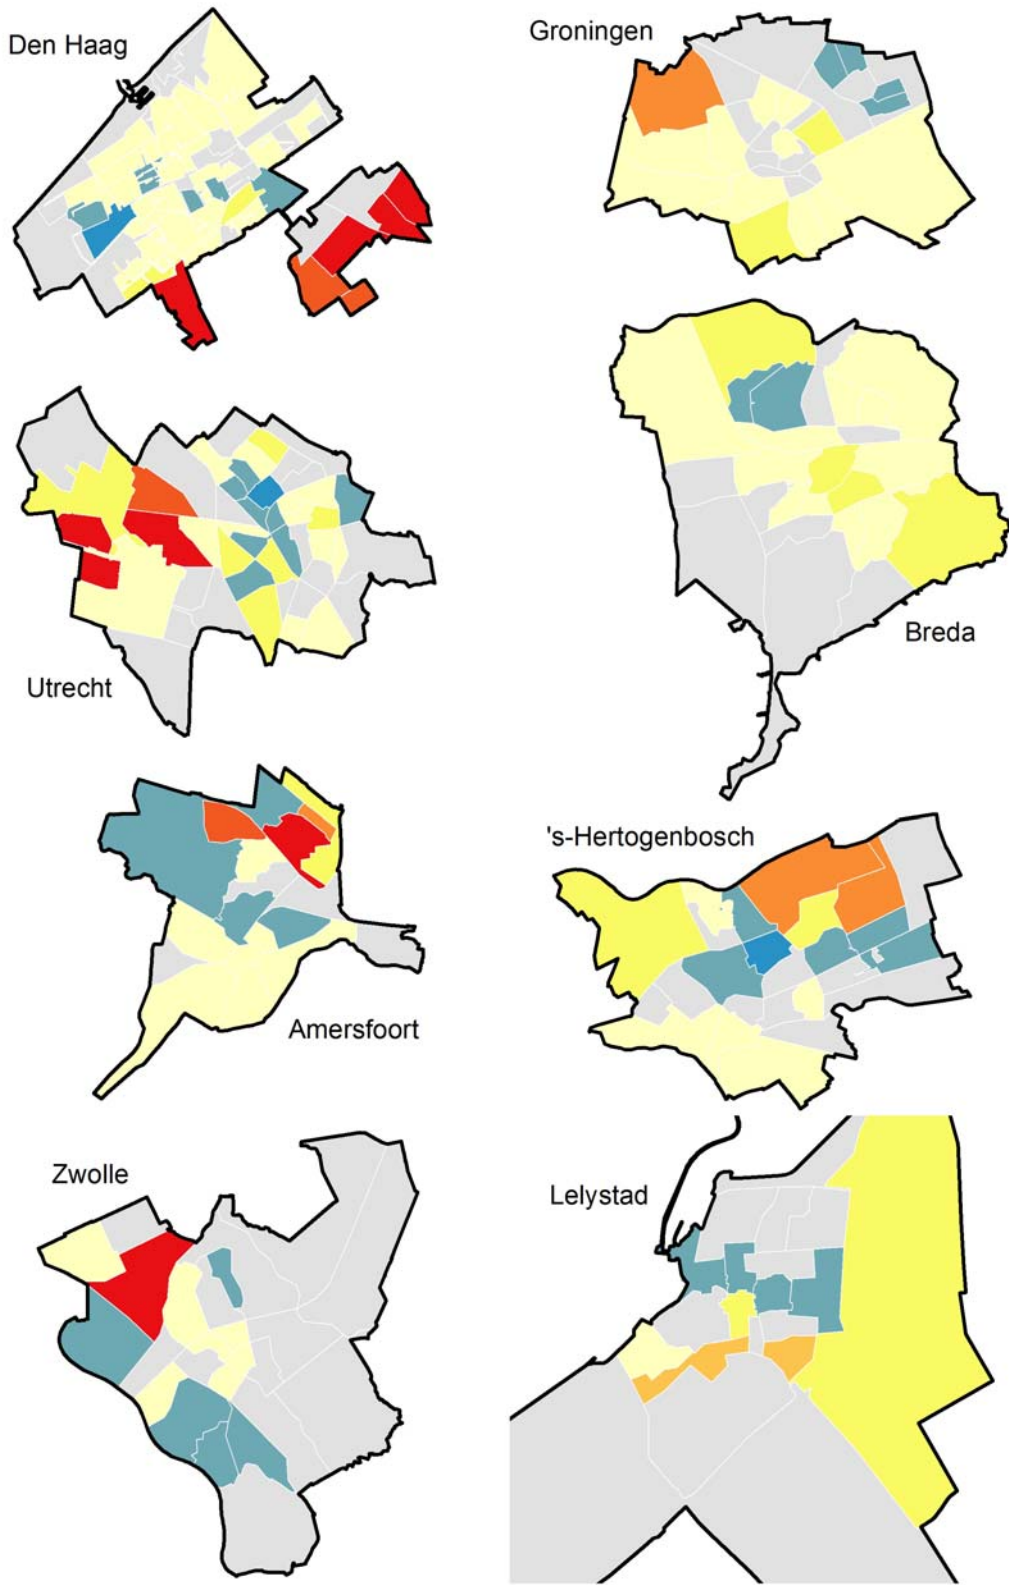 Den Haag
Groningen
Utrecht
Breda
Amersfoort
's-Hertogenbosch
Zwolle
Lelystad